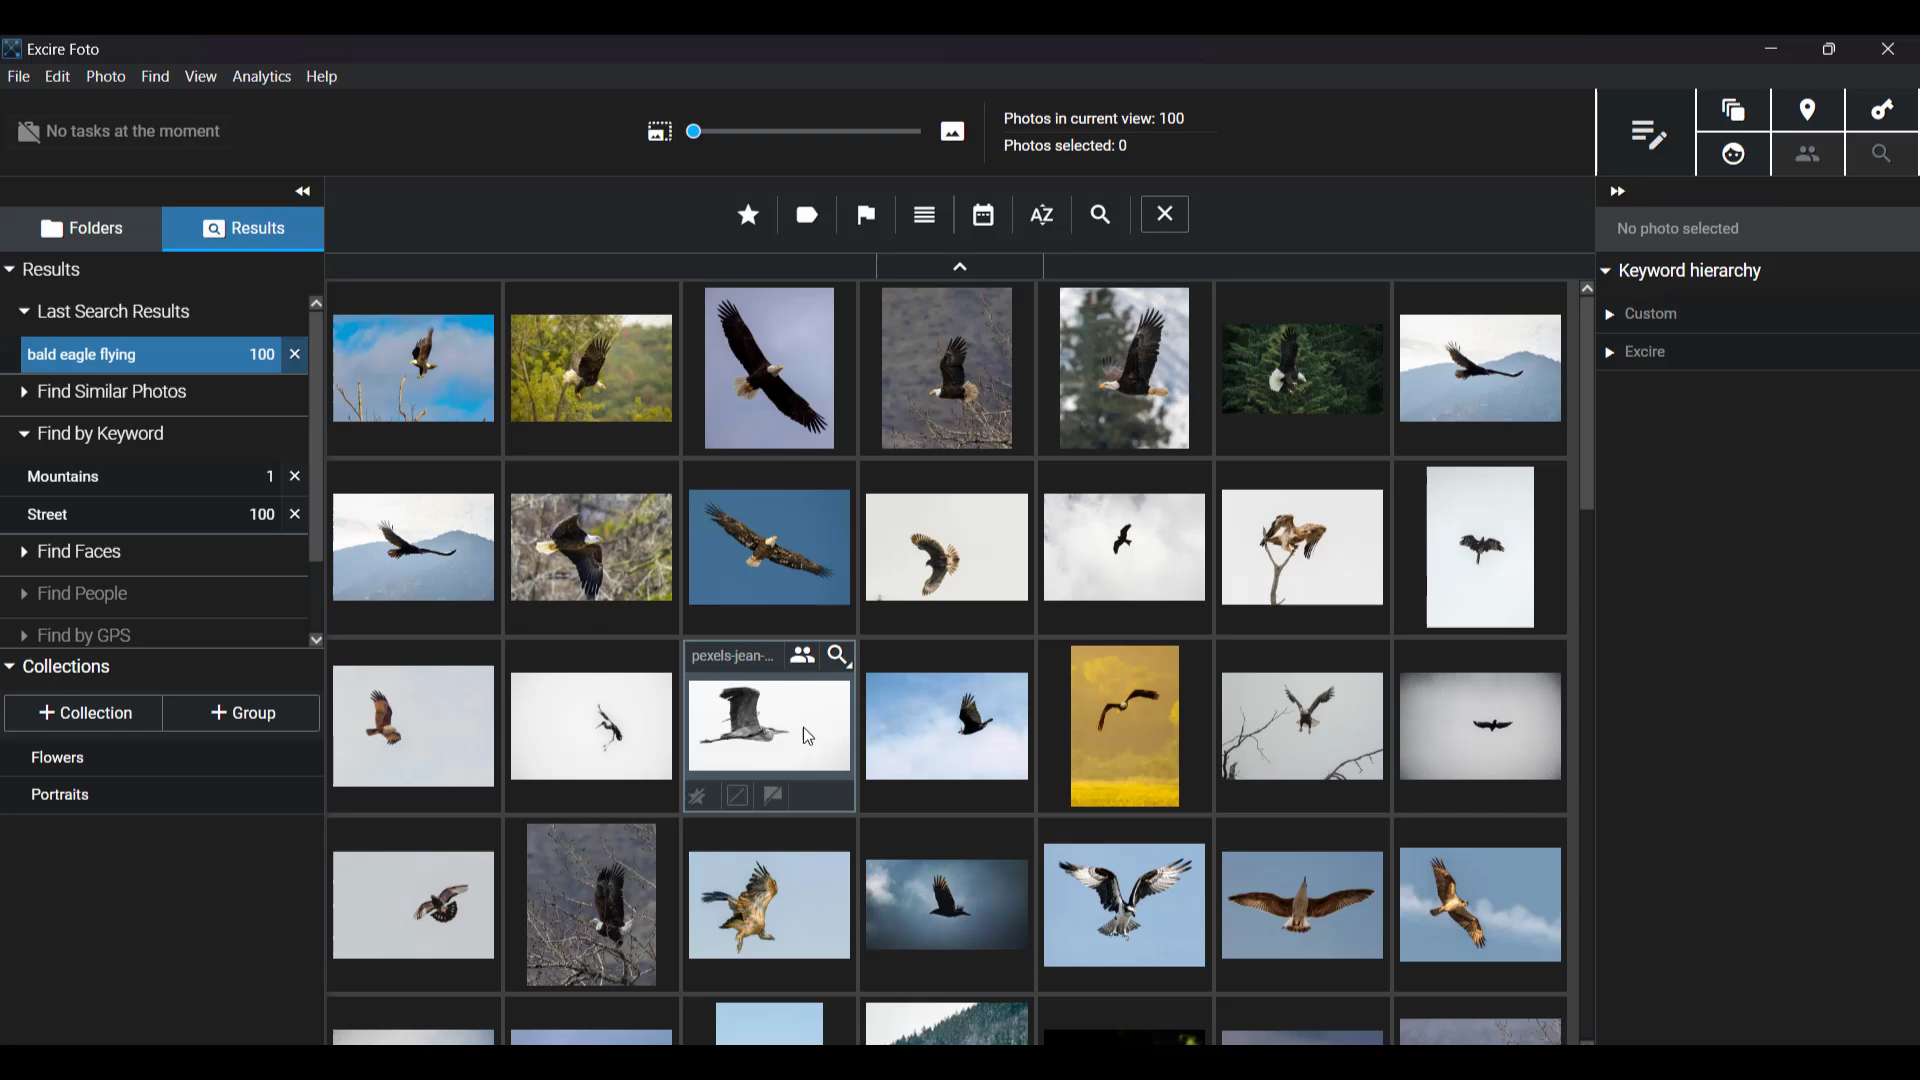 Excire Foto
File Edit Photo Find View Analytics Help
No tasks at the moment
Photos in current view: 100
Photos selected: 0
Folders
Results
No photo selected
Results
Keyword hierarchy
Last Search Results
Custom
bald eagle flying 100
Excire
Find Similar Photos
Find by Keyword
Mountains 1
Street 100
Find Faces
Find People
Find by GPS
pexels-jean-...
Collections
+ Collection
+ Group
Flowers
Portraits